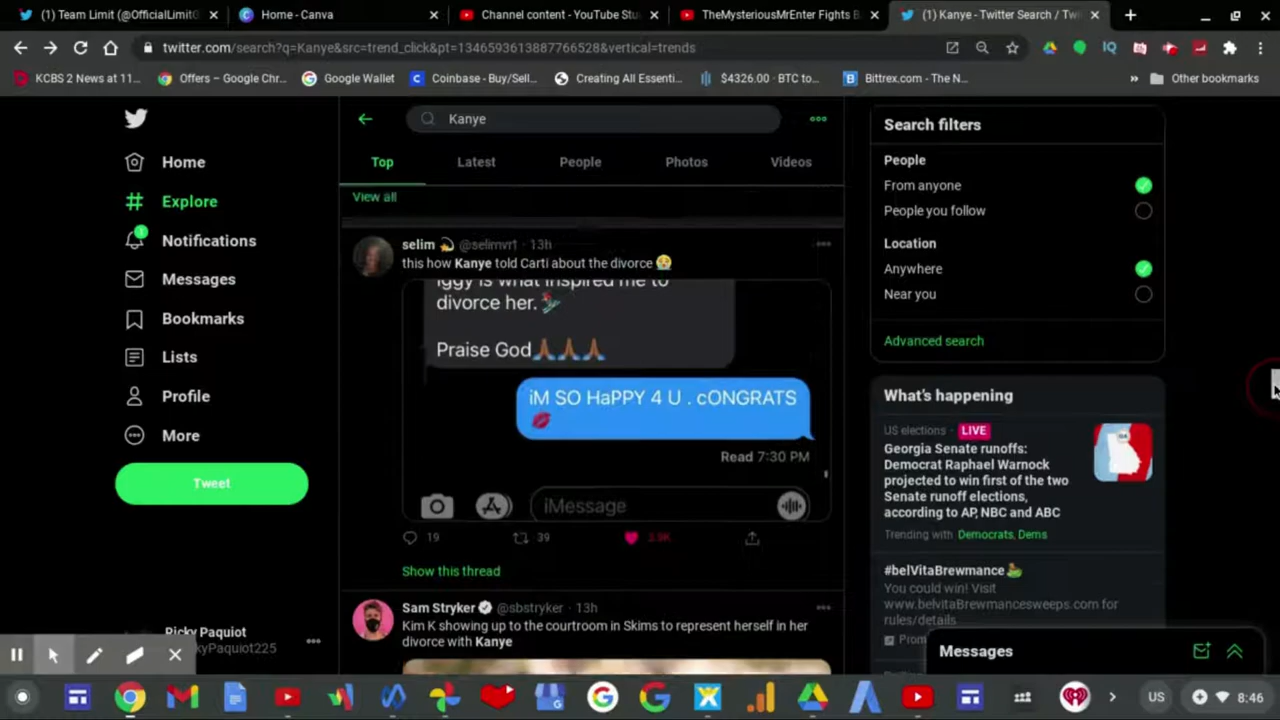 (1) Team Limit (@OfficialLimitG
Home - Canva
Channel content - YouTube Stu
TheMysteriousMrEnter Fights B
(1) Kanye - Twitter Search / Twi
twitter.com/search?q=Kanye&src=trend_click&pt=1346593613887766528&vertical=trends
KCBS 2 News at 11...
Offers – Google Chr...
Google Wallet
Coinbase - Buy/Sell...
Creating All Essenti...
$4326.00 · BTC to...
Bittrex.com - The N...
Other bookmarks
Kanye
Top
Latest
People
Photos
Videos
View all
Home
Explore
Notifications
Messages
Bookmarks
Lists
Profile
More
Tweet
Ricky Paquiot
kyPaquiot225
selim @selimvrt · 13h
this how Kanye told Carti about the divorce
Iggy is what inspired me to
divorce her.
Praise God
iM SO HaPPY 4 U . cONGRATS
Read 7:30 PM
iMessage
19
39
3.9K
Show this thread
Sam Stryker @sbstryker · 13h
Kim K showing up to the courtroom in Skims to represent herself in her
divorce with Kanye
Search filters
People
From anyone
People you follow
Location
Anywhere
Near you
Advanced search
What's happening
US elections · LIVE
Georgia Senate runoffs:
Democrat Raphael Warnock
projected to win first of the two
Senate runoff elections,
according to AP, NBC and ABC
Trending with Democrats, Dems
#belVitaBrewmance
You could win! Visit
www.belvitaBrewmancesweeps.com for
rules/details
Prom
Messages
US
8:46